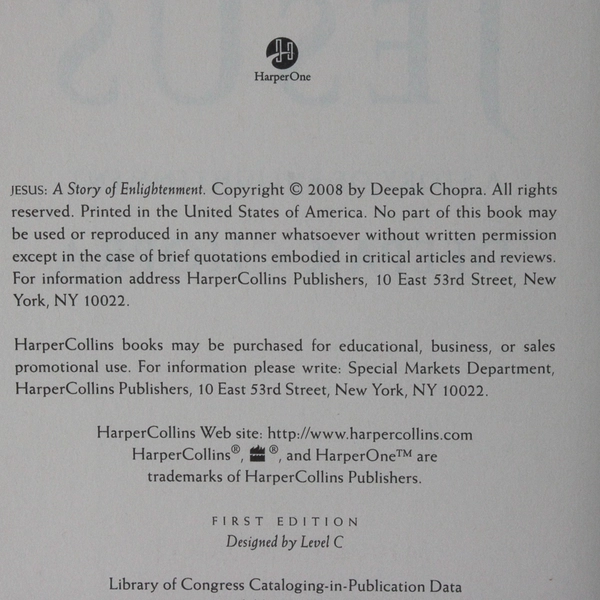 HarperOne
JESUS: A Story of Enlightenment. Copyright © 2008 by Deepak Chopra. All rights
reserved. Printed in the United States of America. No part of this book may
be used or reproduced in any manner whatsoever without written permission
except in the case of brief quotations embodied in critical articles and reviews.
For information address HarperCollins Publishers, 10 East 53rd Street, New
York, NY 10022.
HarperCollins books may be purchased for educational, business, or sales
promotional use. For information please write: Special Markets Department,
HarperCollins Publishers, 10 East 53rd Street, New York, NY 10022.
HarperCollins Web site: http://www.harpercollins.com
HarperCollins®, ®, and HarperOne™ are
trademarks of HarperCollins Publishers.
FIRST EDITION
Designed by Level C
Library of Congress Cataloging-in-Publication Data